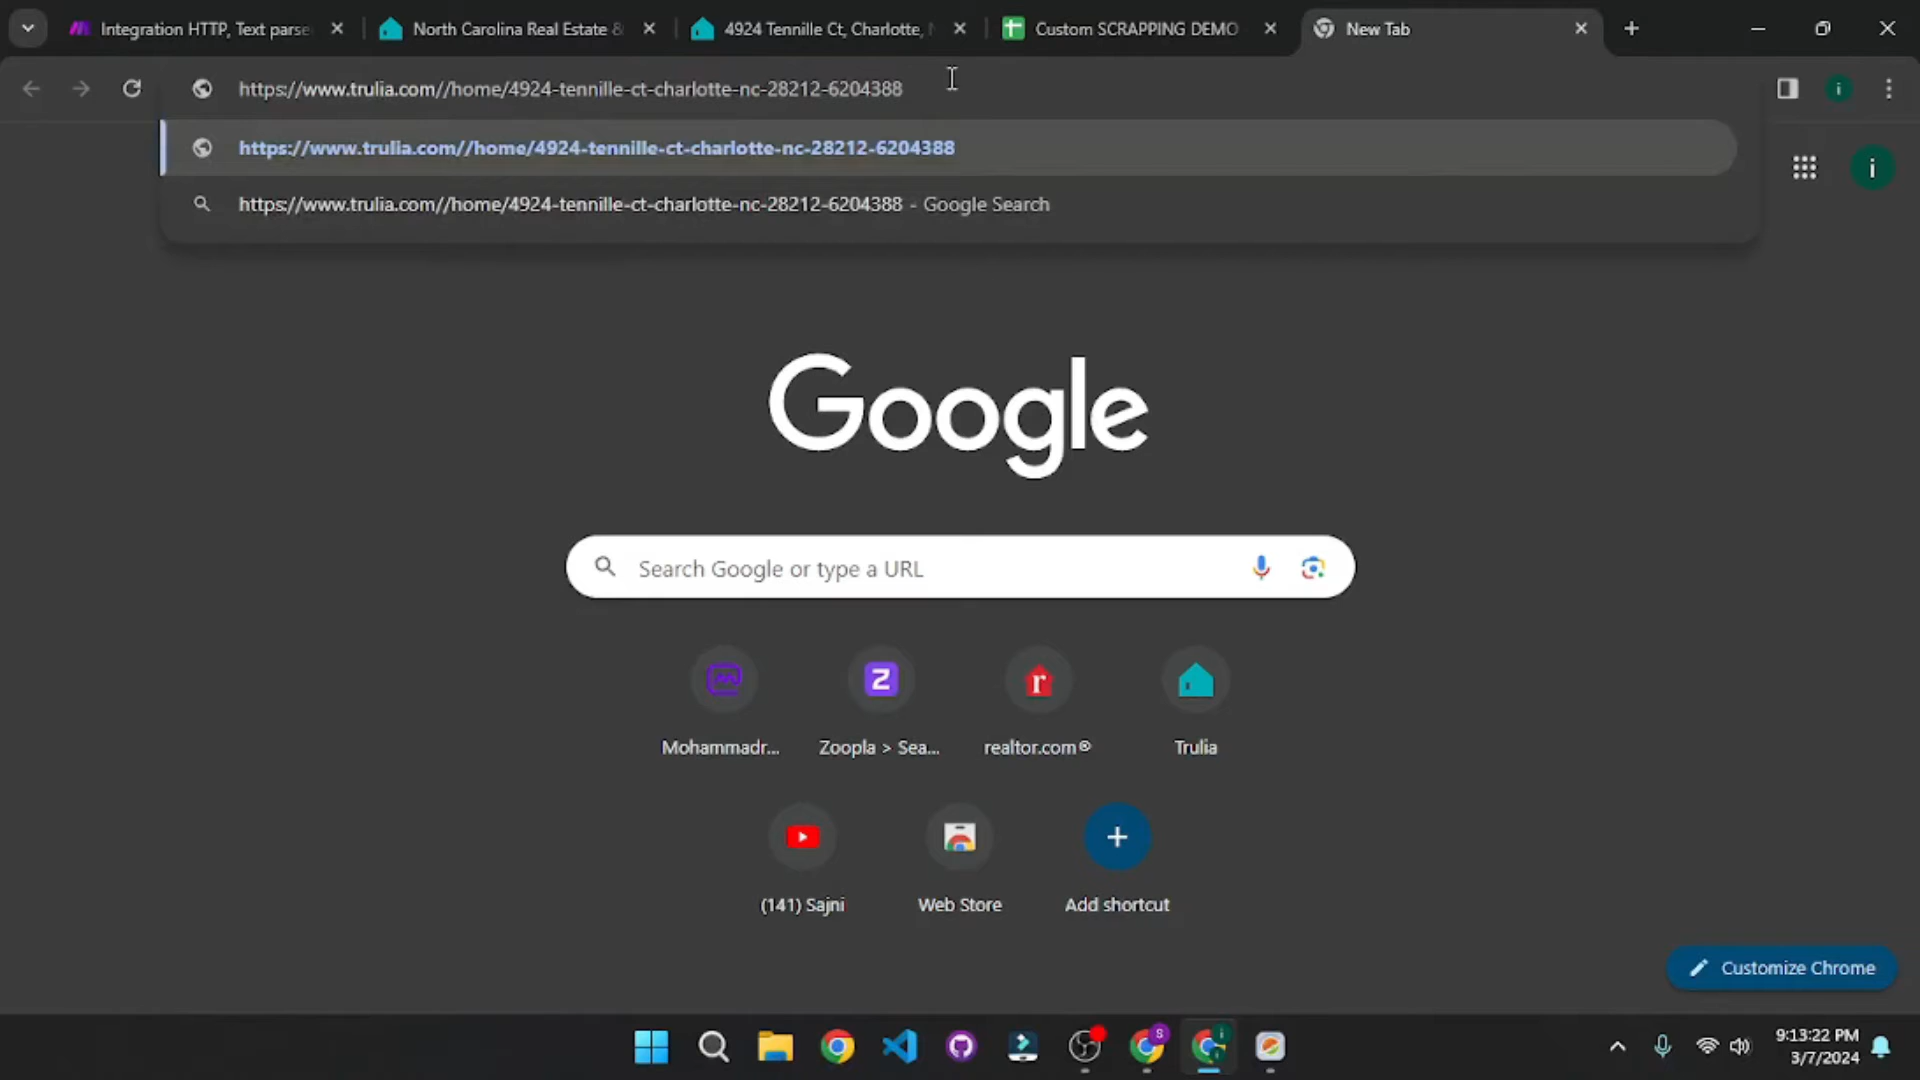 Integration HTTP, Text parse
North Carolina Real Estate &
4924 Tennille Ct, Charlotte,
Custom SCRAPPING DEMO
New Tab
https://www.trulia.com//home/4924-tennille-ct-charlotte-nc-28212-6204388
i
https://www.trulia.com//home/4924-tennille-ct-charlotte-nc-28212-6204388
i
https://www.trulia.com//home/4924-tennille-ct-charlotte-nc-28212-6204388 - Google Search
Google
Search Google or type a URL
Z
r
Mohammadr...
Zoopla > Sea...
realtor.com®
Trulia
(141) Sajni
Web Store
Add shortcut
Customize Chrome
S
i
9:13:22 PM
3/7/2024